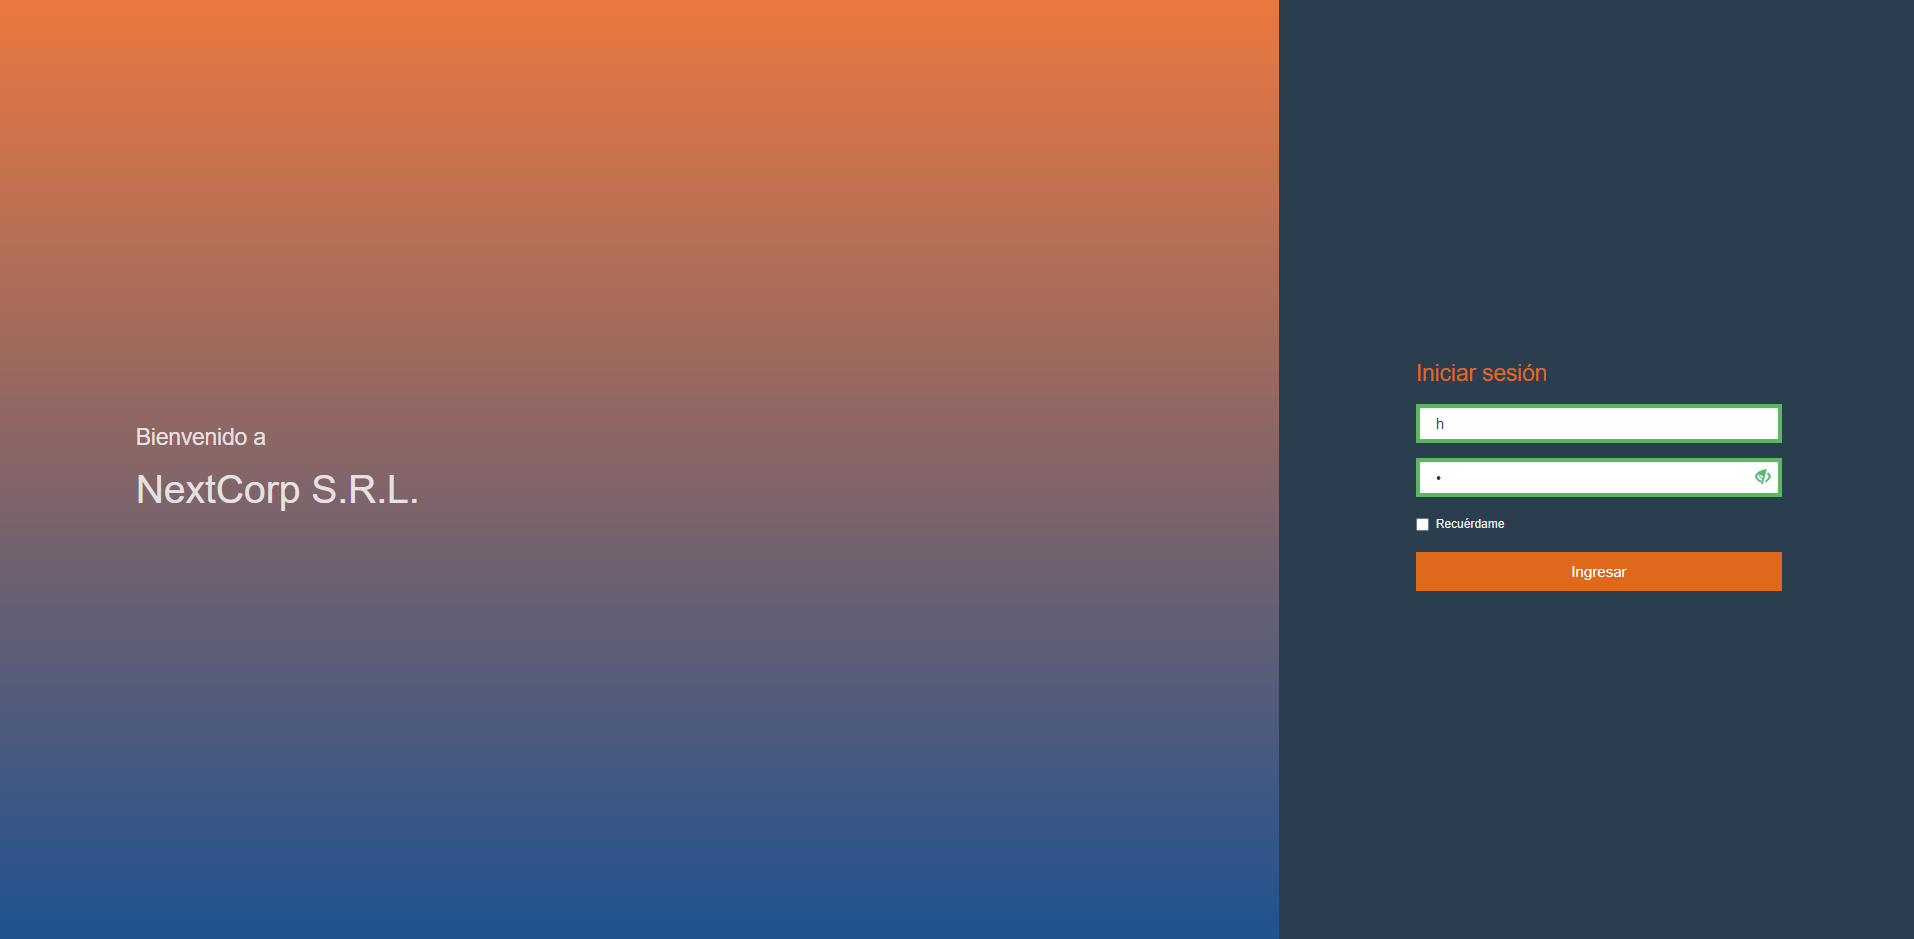 Bienvenido a
NextCorp S.R.L.
Iniciar sesión
h
•
Recuérdame
Ingresar